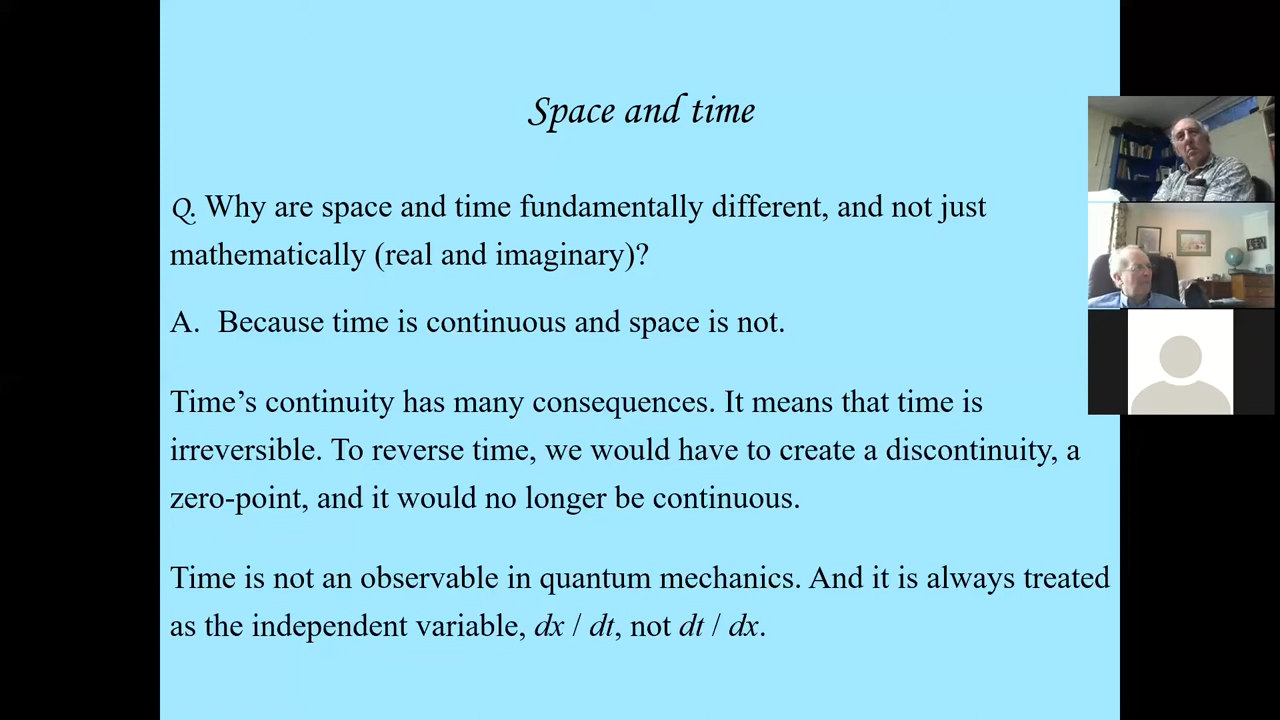 Space and time
Q. Why are space and time fundamentally different, and not just
mathematically (real and imaginary)?
A. Because time is continuous and space is not.
Time’s continuity has many consequences. It means that time is
irreversible. To reverse time, we would have to create a discontinuity, a
zero-point, and it would no longer be continuous.
Time is not an observable in quantum mechanics. And it is always treated
as the independent variable, dx / dt, not dt / dx.